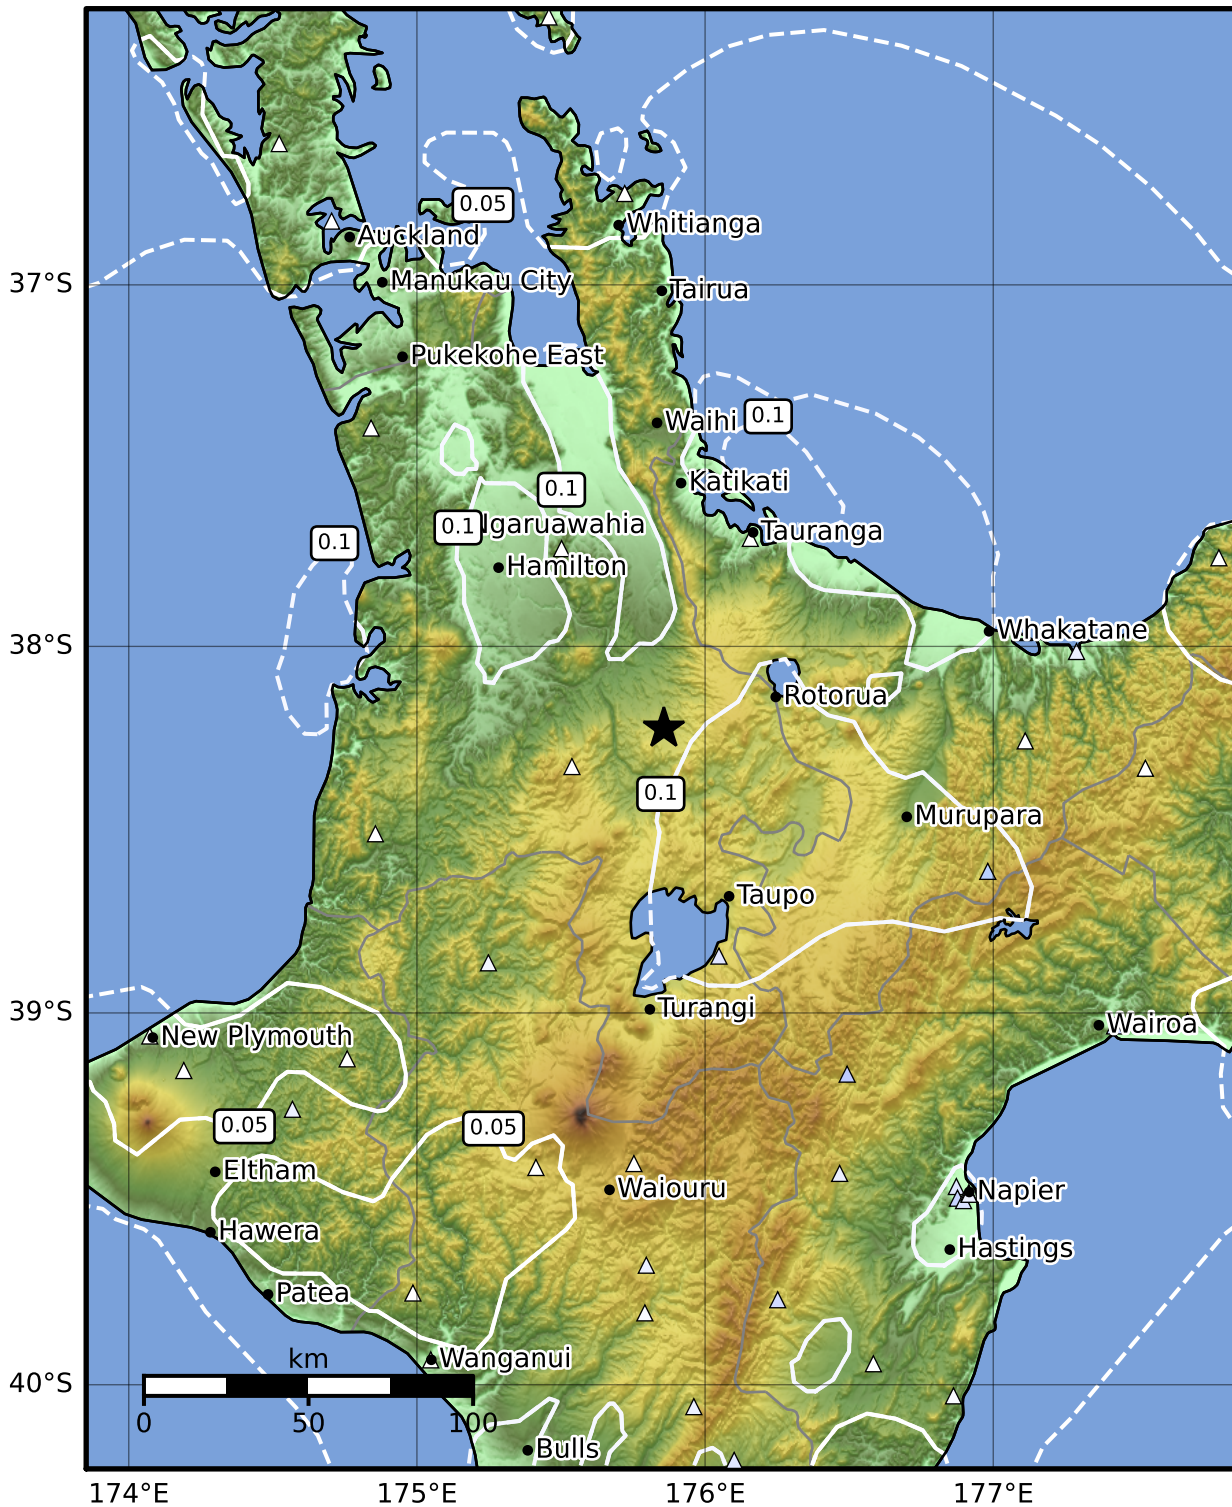 0.05
Whitianga
Auckland
37°S
Manukau City
Tairua
Pukekohe East
Waihi
0.1
Katikati
0.1
0.1
Ngaruawahia
Tauranga
0.1
Hamilton
38°S
Whakatane
Rotorua
0.1
Murupara
Taupo
39°S
Turangi
Wairoa
New Plymouth
0.05
0.05
Eltham
Waiouru
Napier
Hawera
Hastings
Patea
km
Wanganui
40°S
0
50
100
Bulls
174°E
175°E
176°E
177°E